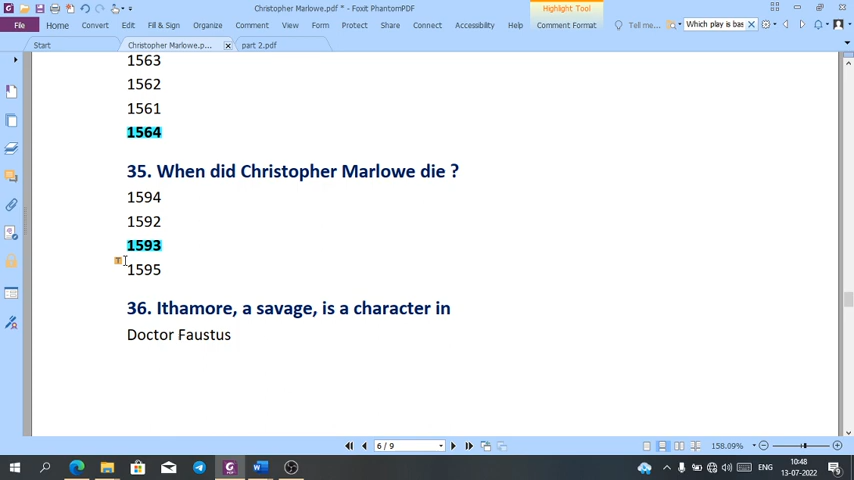 Christopher Marlowe.pdf * - Foxit PhantomPDF
Highlight Tool
File Home Convert Edit Fill & Sign Organize Comment View Form Protect Share Connect Accessibility Help Comment Format Tell me... Which play is bas
Start Christopher Marlowe.p... part 2.pdf
1563
1562
1561
1564
35. When did Christopher Marlowe die ?
1594
1592
1593
1595
36. Ithamore, a savage, is a character in
Doctor Faustus
6 / 9
158.09%
ENG
10:48
13-07-2022